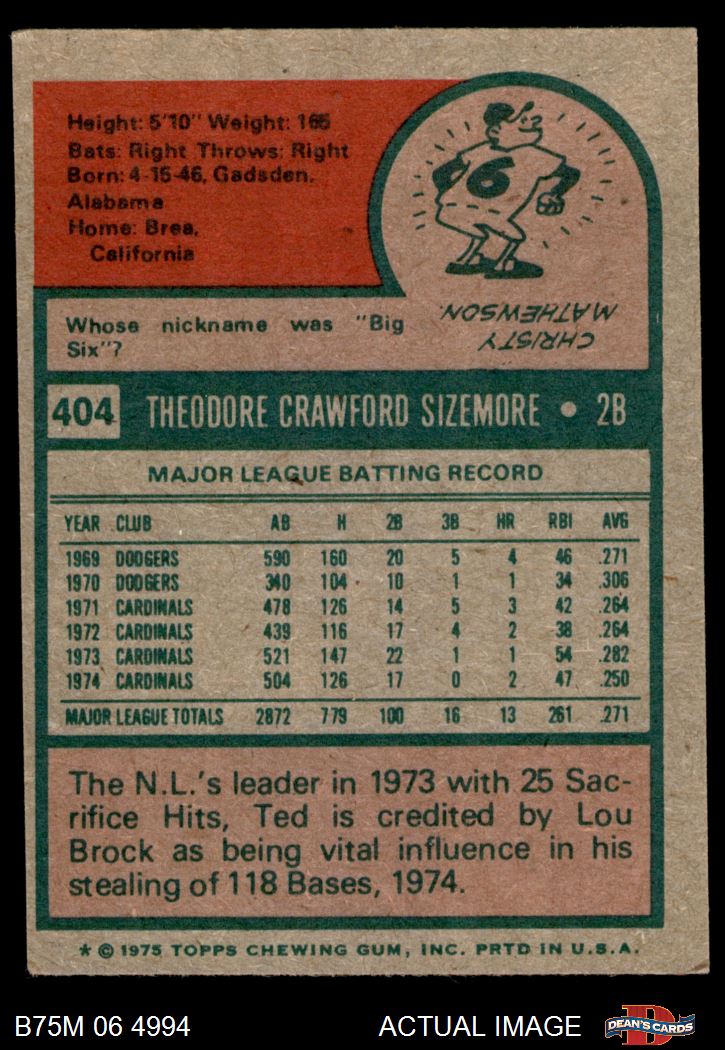 Height: 5'10" Weight: 165
Bats: Right Throws: Right
Born: 4-15-46, Gadsden,
Alabama
Home: Brea,
California
6
Whose nickname was "Big
Six"?
CHRISTY
MATHEWSON.
404 THEODORE CRAWFORD SIZEMORE • 2B
MAJOR LEAGUE BATTING RECORD
YEAR CLUB AB H 2B 3B HR RBI AVG
1969 DODGERS 590 160 20 5 4 46 .271
1970 DODGERS 340 104 10 1 1 34 .306
1971 CARDINALS 478 126 14 5 3 42 .264
1972 CARDINALS 439 116 17 4 2 38 .264
1973 CARDINALS 521 147 22 1 1 54 .282
1974 CARDINALS 504 126 17 0 2 47 .250
MAJOR LEAGUE TOTALS 2872 779 100 16 13 261 .271
The N.L.'s leader in 1973 with 25 Sac-
rifice Hits, Ted is credited by Lou
Brock as being vital influence in his
stealing of 118 Bases, 1974.
* © 1975 TOPPS CHEWING GUM, INC. PRTD IN U.S.A.
B75M 06 4994 ACTUAL IMAGE D DEAN'S CARDS